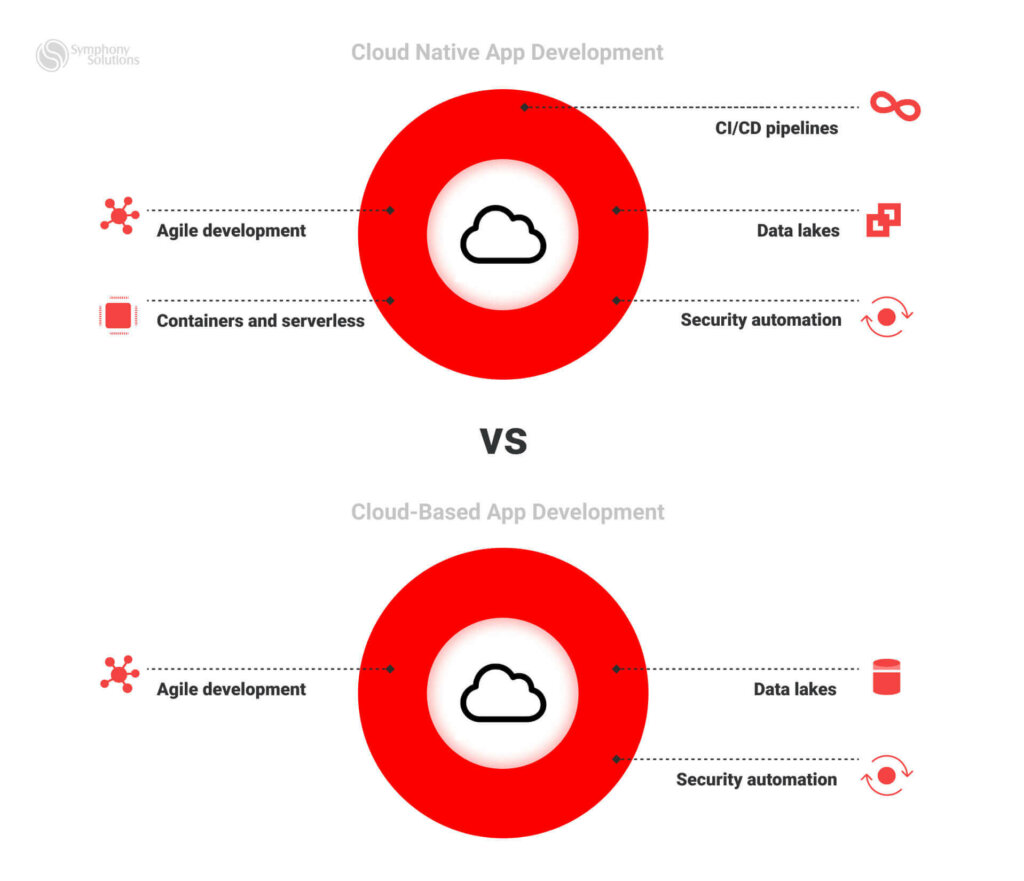 Symphony
Solutions
Cloud Native App Development
CI/CD pipelines
Agile development
Data lakes
Containers and serverless
Security automation
VS
Cloud-Based App Development
Agile development
Data lakes
Security automation